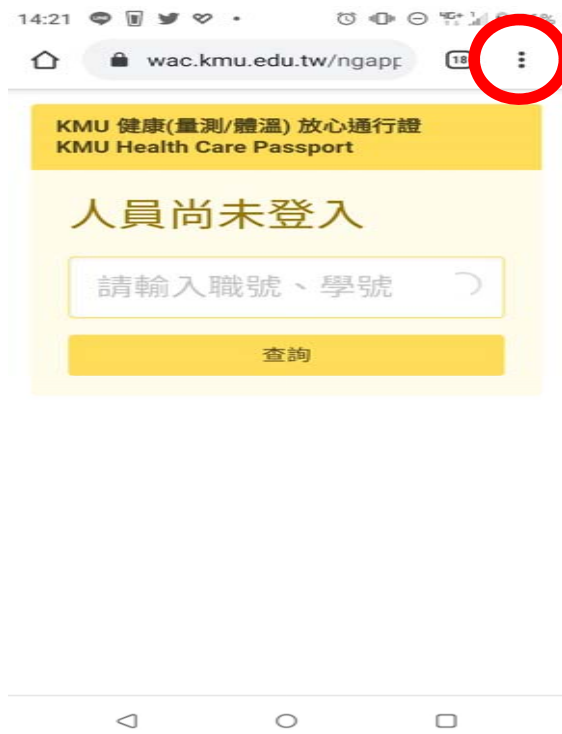 14:21
wac.kmu.edu.tw/ngapp
18
KMU 健康(量測/體溫) 放心通行證
KMU Health Care Passport
人員尚未登入
請輸入職號、學號
查詢